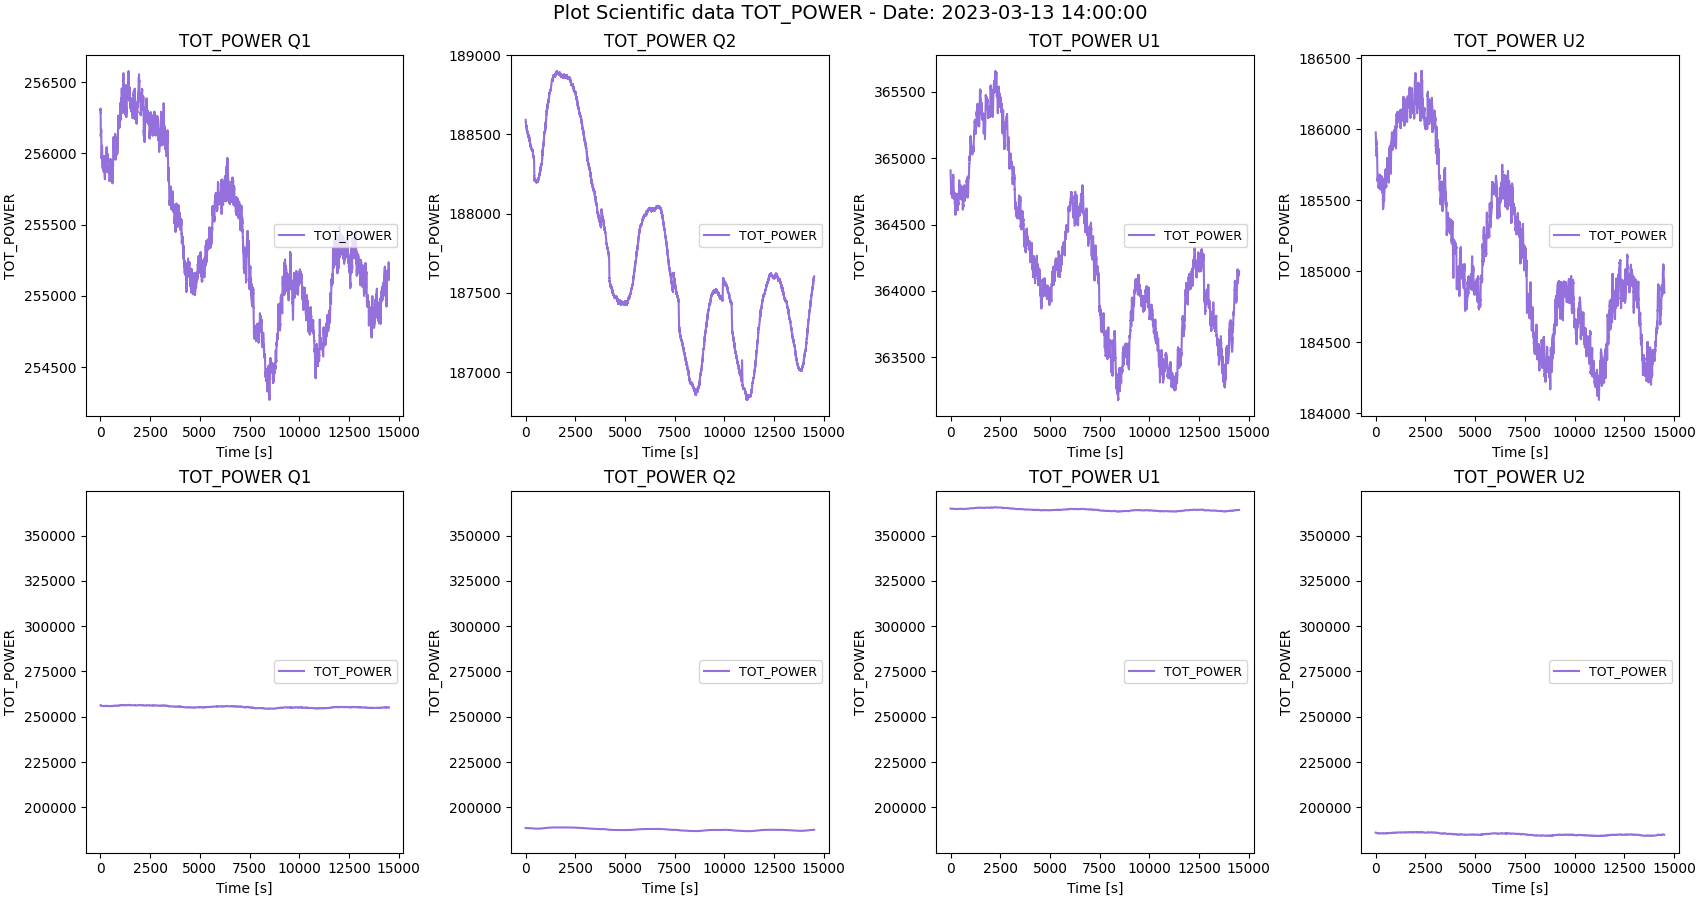 Plot Scientific data TOT_POWER - Date: 2023-03-13 14:00:00
TOT_POWER Q1
TOT_POWER
256500
256000
255500
255000
254500
TOT_POWER
0 2500 5000 7500 10000 12500 15000
Time [s]
TOT_POWER Q2
TOT_POWER
189000
188500
188000
187500
187000
TOT_POWER
0 2500 5000 7500 10000 12500 15000
Time [s]
TOT_POWER U1
TOT_POWER
365500
365000
364500
364000
363500
TOT_POWER
0 2500 5000 7500 10000 12500 15000
Time [s]
TOT_POWER U2
TOT_POWER
186500
186000
185500
185000
184500
184000
TOT_POWER
0 2500 5000 7500 10000 12500 15000
Time [s]
TOT_POWER Q1
TOT_POWER
350000
325000
300000
275000
250000
225000
200000
TOT_POWER
0 2500 5000 7500 10000 12500 15000
Time [s]
TOT_POWER Q2
TOT_POWER
350000
325000
300000
275000
250000
225000
200000
TOT_POWER
0 2500 5000 7500 10000 12500 15000
Time [s]
TOT_POWER U1
TOT_POWER
350000
325000
300000
275000
250000
225000
200000
TOT_POWER
0 2500 5000 7500 10000 12500 15000
Time [s]
TOT_POWER U2
TOT_POWER
350000
325000
300000
275000
250000
225000
200000
TOT_POWER
0 2500 5000 7500 10000 12500 15000
Time [s]